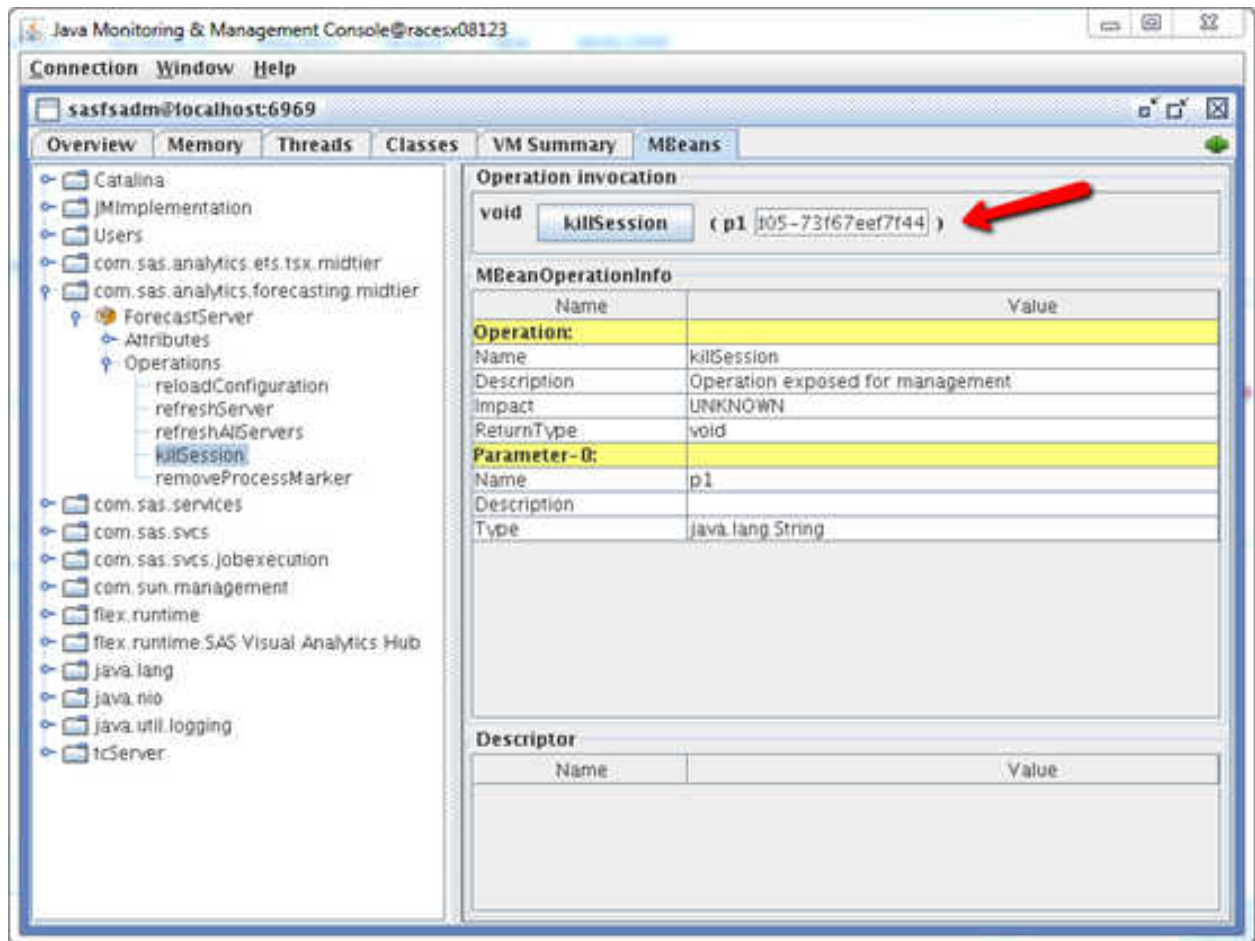 Java Monitoring & Management Console@racesx08123
Connection Window Help
sasfsadm@localhost:6969
Overview Memory Threads Classes VM Summary MBeans
Catalina
JMImplementation
Users
com.sas.analytics.ets.tsx.midtier
com.sas.analytics.forecasting.midtier
ForecastServer
Attributes
Operations
reloadConfiguration
refreshServer
refreshAllServers
killSession
removeProcessMarker
com.sas.services
com.sas.svcs
com.sas.svcs.jobexecution
com.sun.management
flex.runtime
flex.runtime.SAS Visual Analytics Hub
java.lang
java.nio
java.util.logging
tcServer
Operation invocation
void killSession ( p1 f05-73f67eef7f44 )
MBeanOperationInfo
Name Value
Operation:
Name killSession
Description Operation exposed for management
Impact UNKNOWN
ReturnType void
Parameter-0:
Name p1
Description
Type java.lang.String
Descriptor
Name Value